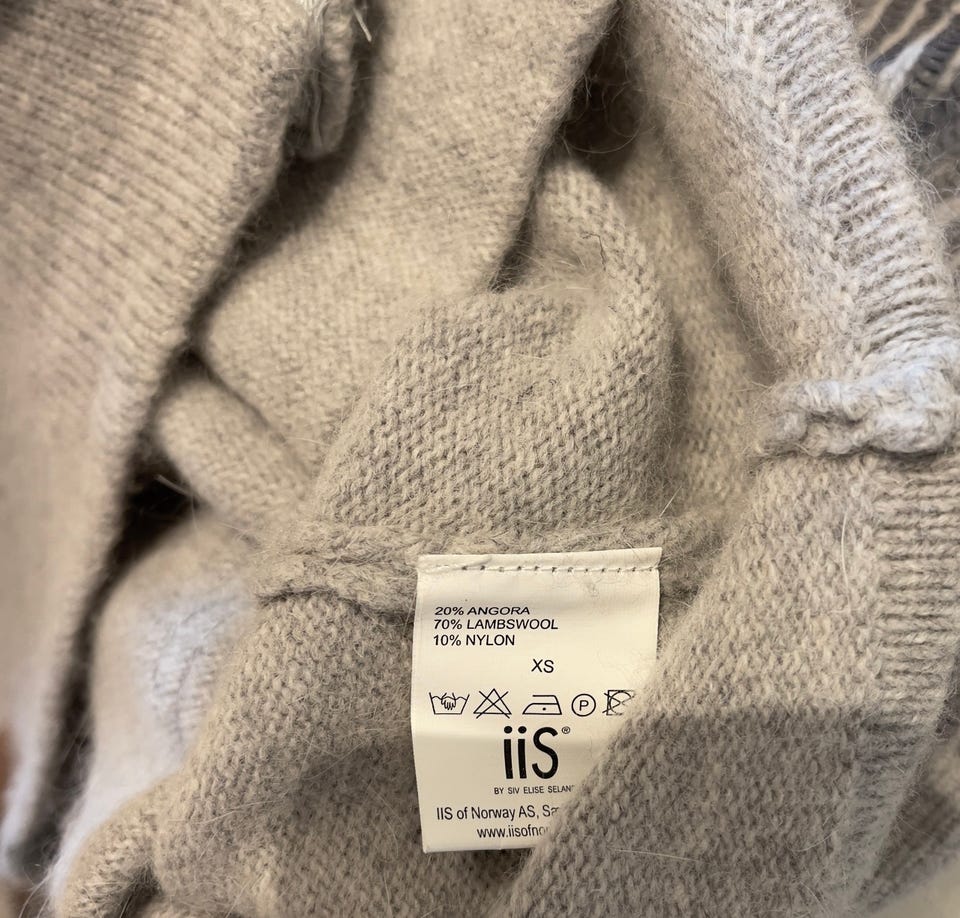 20% ANGORA
70% LAMBSWOOL
10% NYLON
XS
P
iiS®
BY SIV ELISE
IIS of Norway AS,